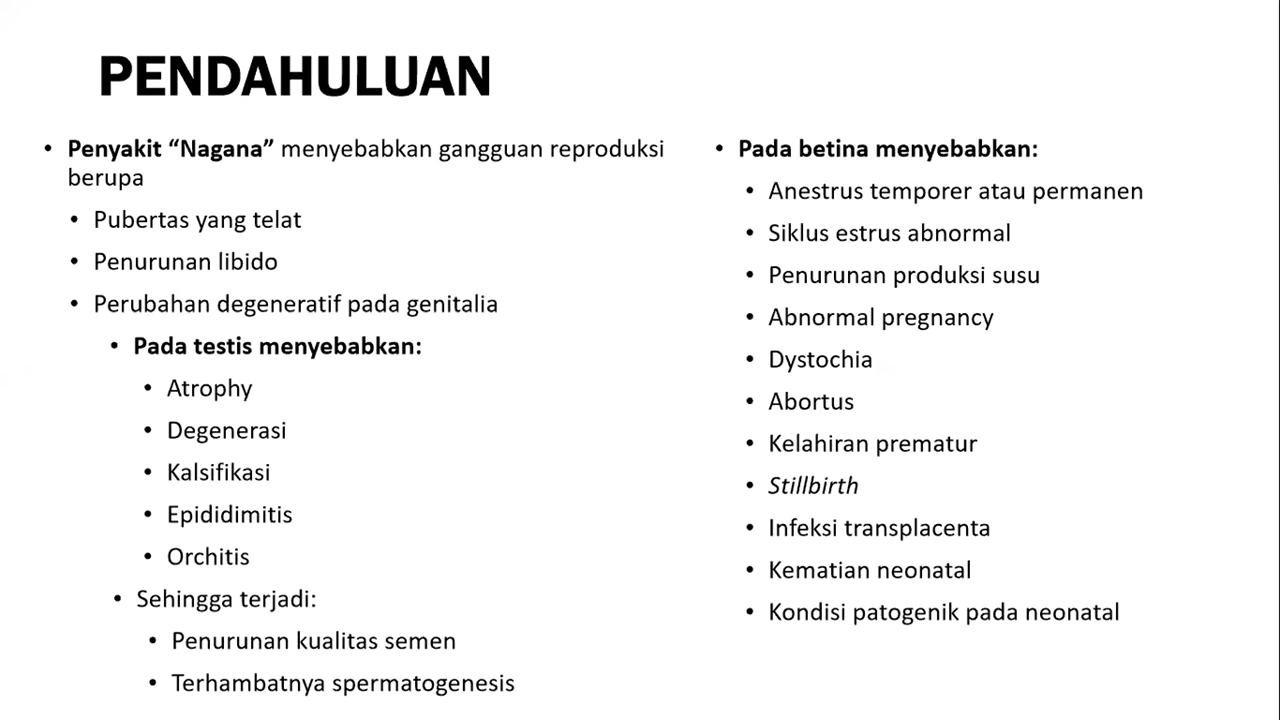 PENDAHULUAN
• Penyakit “Nagana” menyebabkan gangguan reproduksi
berupa
• Pubertas yang telat
• Penurunan libido
• Perubahan degeneratif pada genitalia
• Pada testis menyebabkan:
• Atrophy
• Degenerasi
• Kalsifikasi
• Epididimitis
• Orchitis
• Sehingga terjadi:
• Penurunan kualitas semen
• Terhambatnya spermatogenesis
• Pada betina menyebabkan:
• Anestrus temporer atau permanen
• Siklus estrus abnormal
• Penurunan produksi susu
• Abnormal pregnancy
• Dystochia
• Abortus
• Kelahiran prematur
• Stillbirth
• Infeksi transplacenta
• Kematian neonatal
• Kondisi patogenik pada neonatal